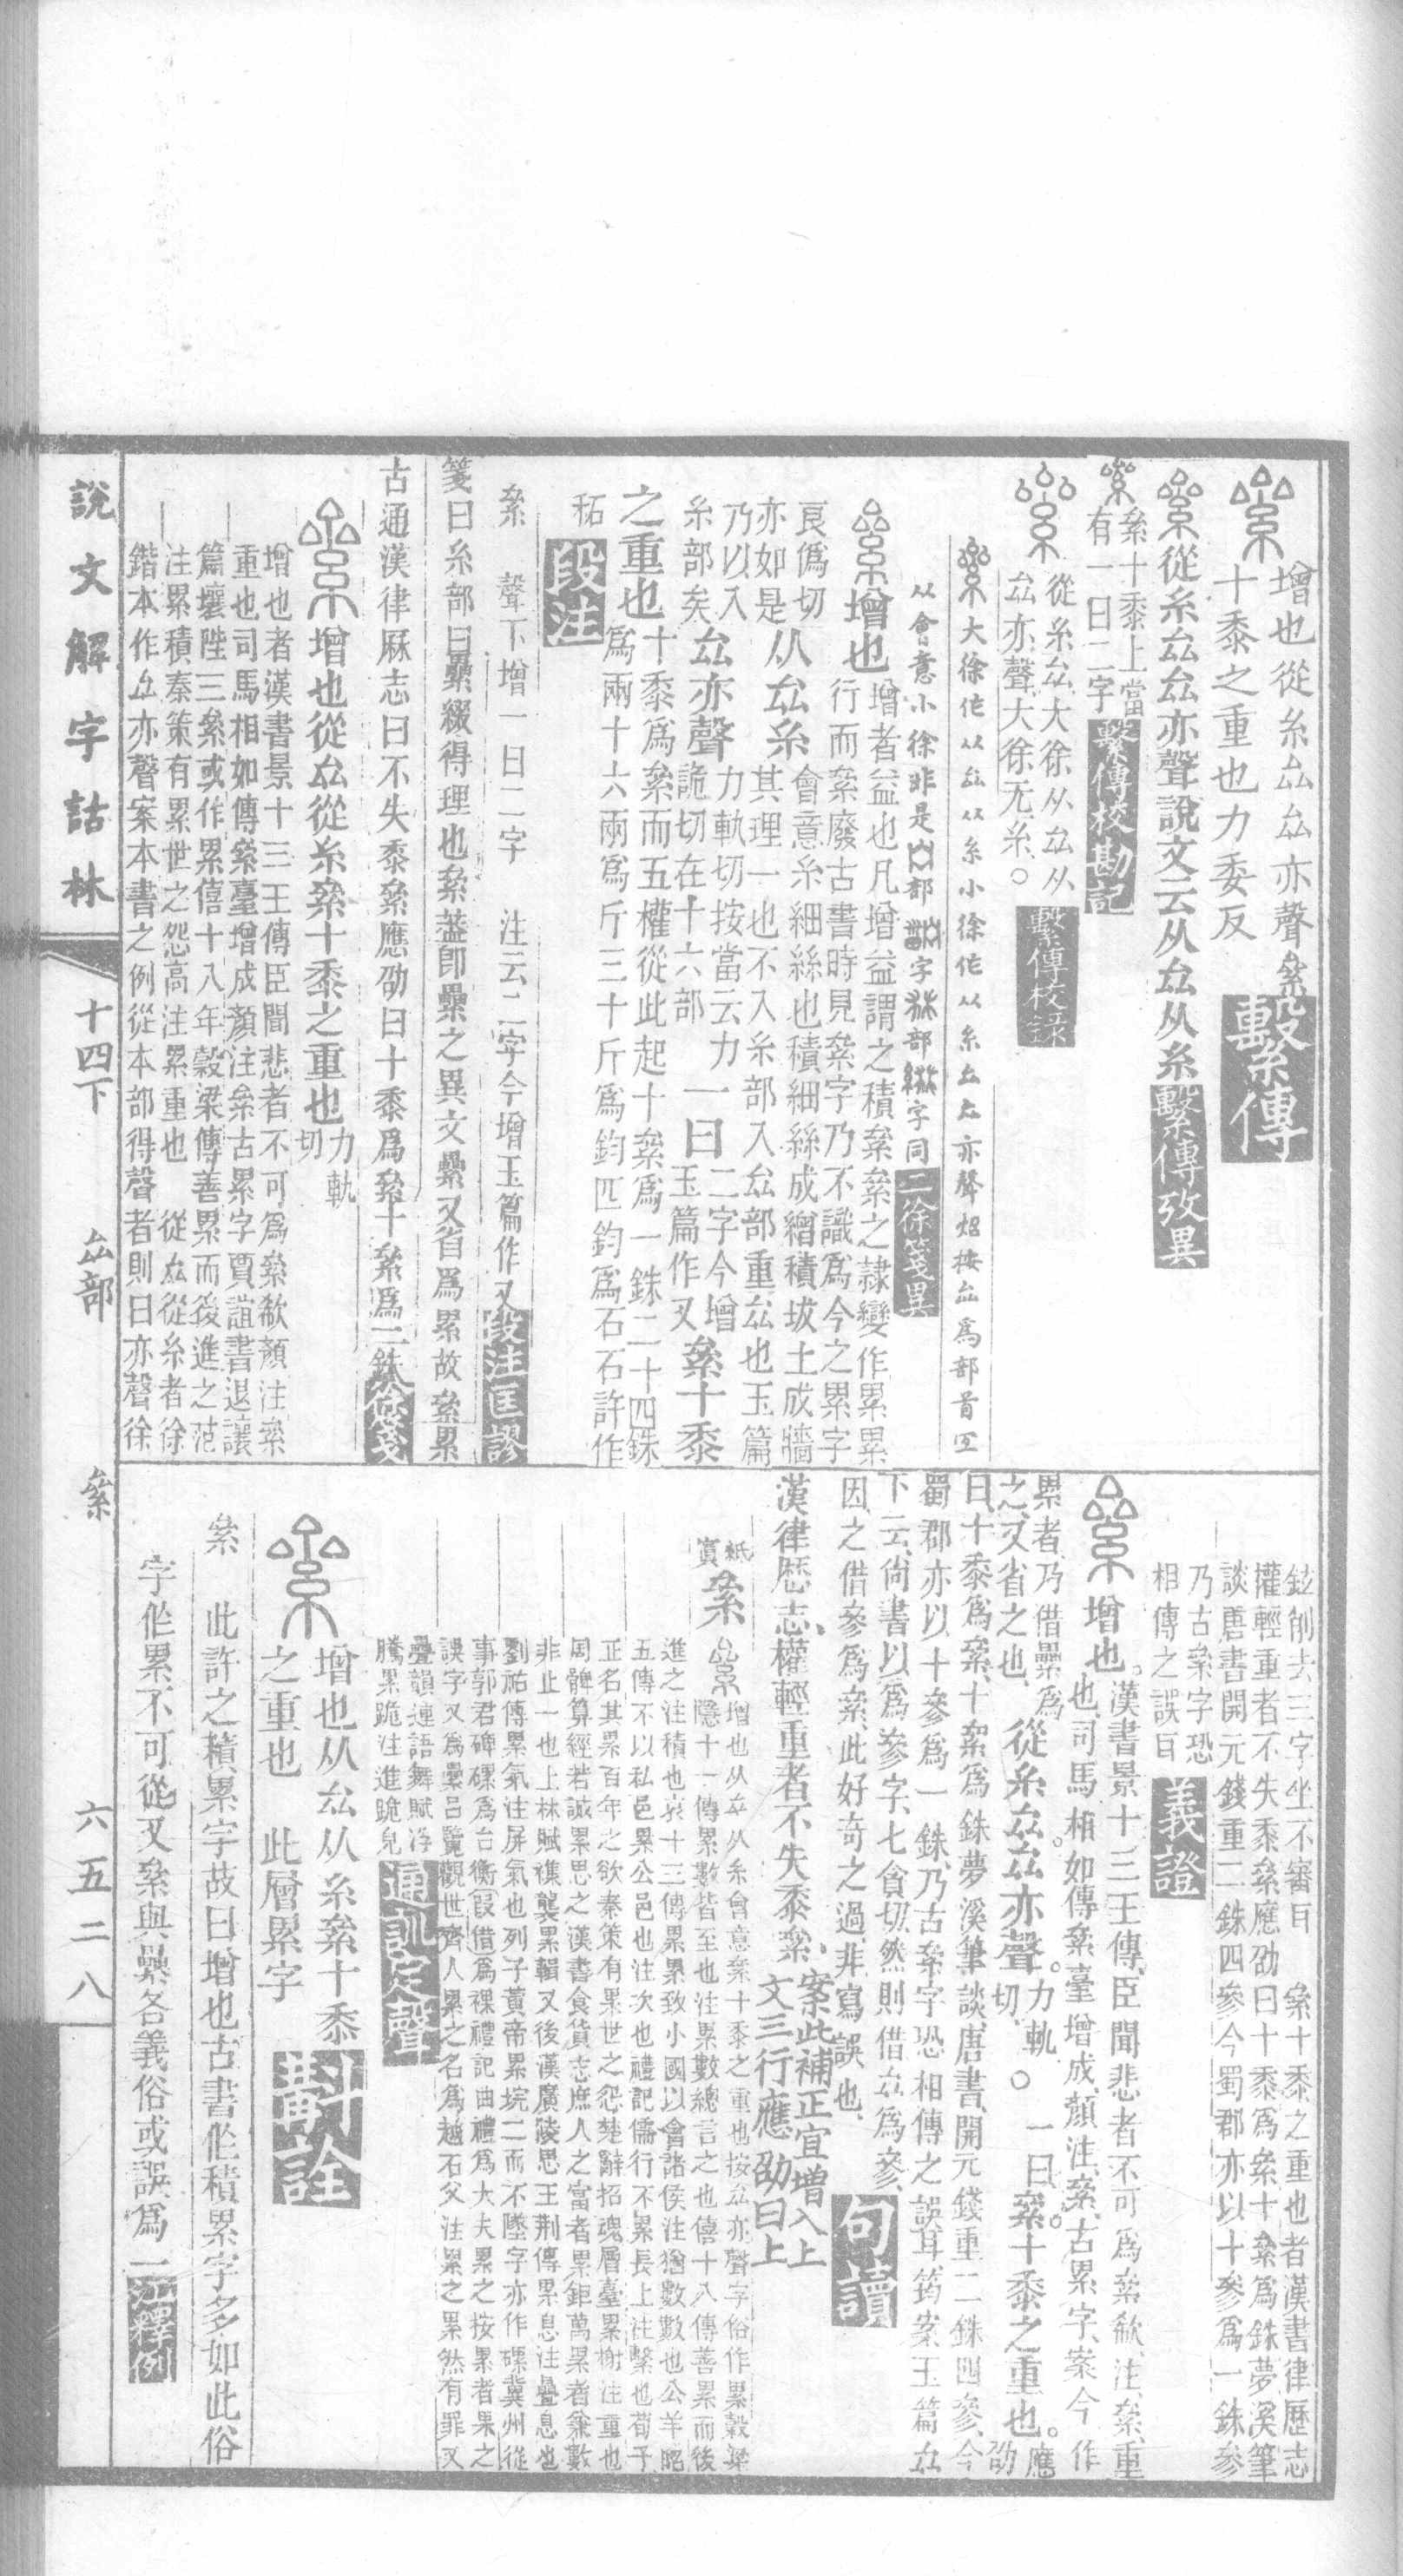 增也從糸厽厽亦聲絫
十黍之重也力委反
繫傳
從糸厽厽亦聲說文云从厽从糸
繫傳攷異
絫十黍上當
有一曰二字
繫傳校勘記
從糸厽大徐从厽从
厽亦聲大徐无糸○
繫傳校錄
大徐作从厽从糸小徐作从糸厽厽亦聲炤按厽爲部首
从會意小徐非是
字同
二徐箋異
增也
增者益也凡增益謂之積絫絫之隷變作累累
行而絫廢古書時見絫字乃不識爲今之累字
良僞切
亦如是
从厽糸
會意糸細絲也積細絲成繒積坺土成牆
其理一也不入糸部入厽部重厽也玉篇
乃以入
糸部矣
厽亦聲
力軌切按當云力
詭切在十六部
一曰
二字今增
玉篇作又
絫十黍
之重也
十黍爲絫而五權從此起十絫爲一銖二十四銖
爲兩十六兩爲斤三十斤爲鈞四鈞爲石石許作
䄷
段注
絫 聲下增一曰二字 注云二字今增玉篇作又
段注匡謬
箋曰糸部曰纍綴得理也絫蓋卽纍之異文纍又省爲累故絫累
古通漢律厤志曰不失黍絫應劭曰十黍爲絫十絫爲一銖
徐箋
增也從厽從糸絫十黍之重也
力軌
切
增也者漢書景十三王傳臣聞悲者不可爲絫欷顏注絫
重也司馬相如傳絫臺增成顏注絫古累字賈誼書退讓
篇壤陛三絫或作累僖十八年穀梁傳善累而後進之范
注累積秦策有累世之怨高注累重也 從厽從糸者徐
鍇本作厽亦聲案本書之例從本部得聲者則曰亦聲徐
鉉削去三字坐不審耳 絫十黍之重也者漢書律歷志
權輕重者不失黍絫應劭曰十黍爲絫十絫爲銖夢溪筆
談唐書開元錢重二銖四參今蜀郡亦以十參爲一銖參
乃古絫字恐
相傳之誤耳
義證
增也
漢書景十三王傳臣聞悲者不可爲絫欷注絫重
也司馬相如傳絫臺增成顏注絫古累字案今作
累者乃借纍爲
之又省之也
從糸厽厽亦聲
力軌
切
○一曰絫十黍之重也
應
劭
曰十黍爲絫十絫爲銖夢溪筆談唐書開元錢重二銖四參今
蜀郡亦以十參爲一銖乃古絫字恐相傳之誤耳筠案玉篇厽
下云尙書以爲參字七貪切然則借厽爲參
因之借參爲絫此好奇之過非寫誤也
句讀
漢律歷志權輕重者不失黍絫
案此補正宜增入上
文三行應劭曰上
絫
增也从厽从糸會意絫十黍之重也按厽亦聲字俗作累穀梁
隱十一傳累數皆至也注累數總言之也僖十八傳善累而後
進之注積也哀十三傳累累致小國以會諸侯注猶數數也公羊昭
五傳不以私邑累公邑也注次也禮記儒行不累長上注繫也荀子
正名其累百年之欲秦策有累世之怨楚辭招魂層臺累榭注重也
周髀算經若誠累思之漢書食貨志庶人之富者累鉅萬累者兼數
非止一也上林賦襍襲累輯又後漢廣陵思王荆傳累息注疊息也
劉祐傳累氣注屏氣也列子黃帝累垸二而不墜字亦作磥冀州從
事郭君碑磥爲台衡叚借爲祼禮記曲禮爲大夫累之按累者果之
誤字又爲纍呂覽觀世齊人累之名爲越石父注累之累然有罪又
疊韻連語舞賦浮
騰累跪注進跪皃
通訓定聲
增也从厽从糸絫十黍
之重也 此層累字
斠詮
絫 此許之積累字故曰增也古書作積累字多如此俗
字作累不可從又絫與纍各義俗或誤爲一
江釋例
說文解字詁林
十四下 厽部 絫 六五二八